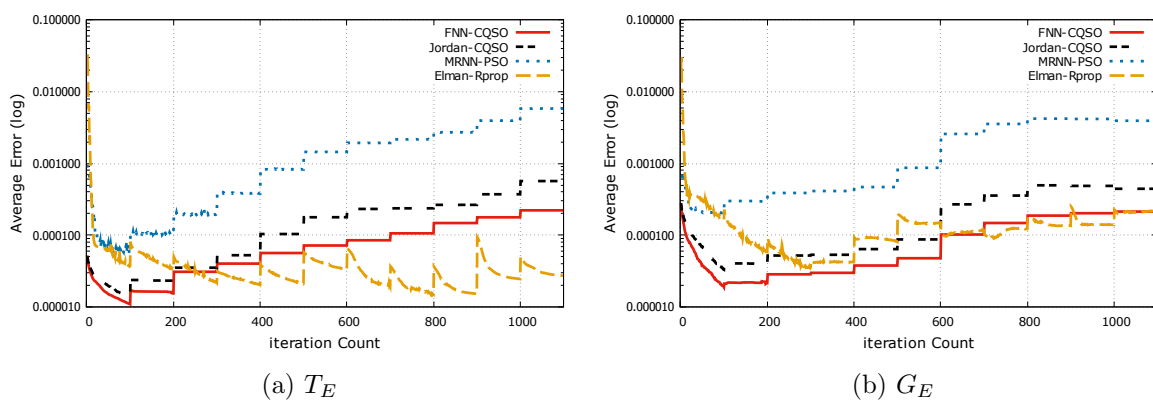 0.100000
0.010000
0.001000
0.000100
0.000010
Average Error (log)
0 200 400 600 800 1000
iteration Count
FNN-CQSO
Jordan-CQSO
MRNN-PSO
Elman-Rprop
(a) T_E
0.100000
0.010000
0.001000
0.000100
0.000010
Average Error (log)
0 200 400 600 800 1000
iteration Count
FNN-CQSO
Jordan-CQSO
MRNN-PSO
Elman-Rprop
(b) G_E